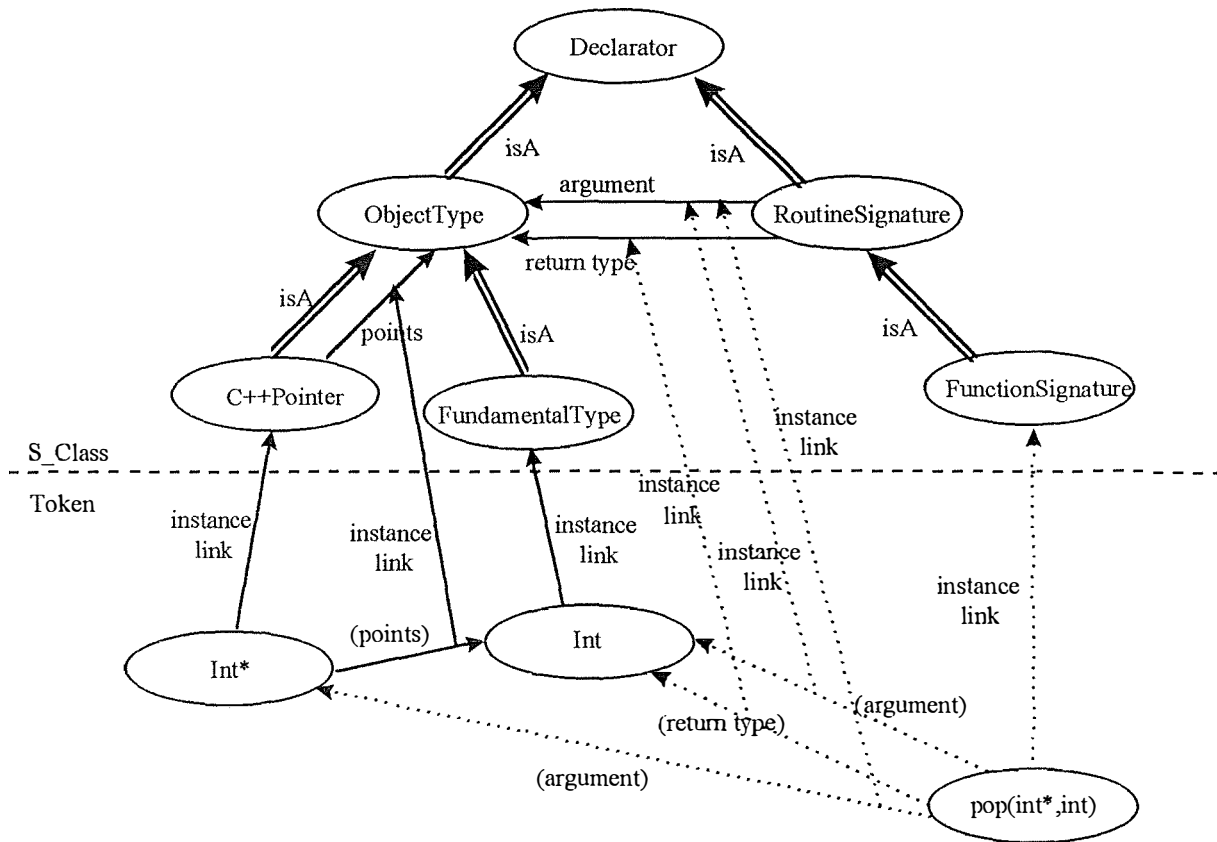 Declarator
isA
isA
argument
ObjectType
RoutineSignature
return type
isA
points
isA
isA
C++Pointer
FundamentalType
FunctionSignature
instance
link
S_Class
Token
instance
link
instance
link
instance
link
instance
link
instance
link
instance
link
(points)
Int
Int*
(argument)
(return type)
(argument)
pop(int*,int)